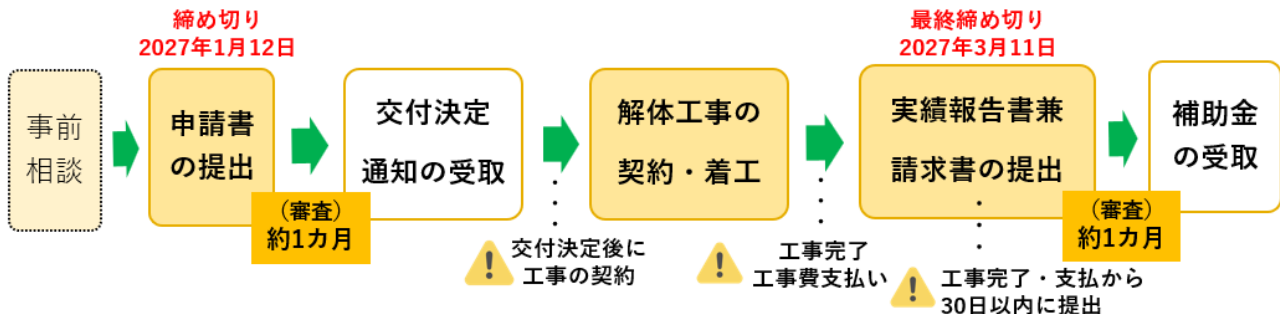 事前
相談
締め切り
2027年1月12日
申請書
の提出
（審査）
約1カ月
交付決定
通知の受取
交付決定後に
工事の契約
解体工事の
契約・着工
工事完了
工事費支払い
最終締め切り
2027年3月11日
実績報告書兼
請求書の提出
工事完了・支払から
30日以内に提出
（審査）
約1カ月
補助金
の受取